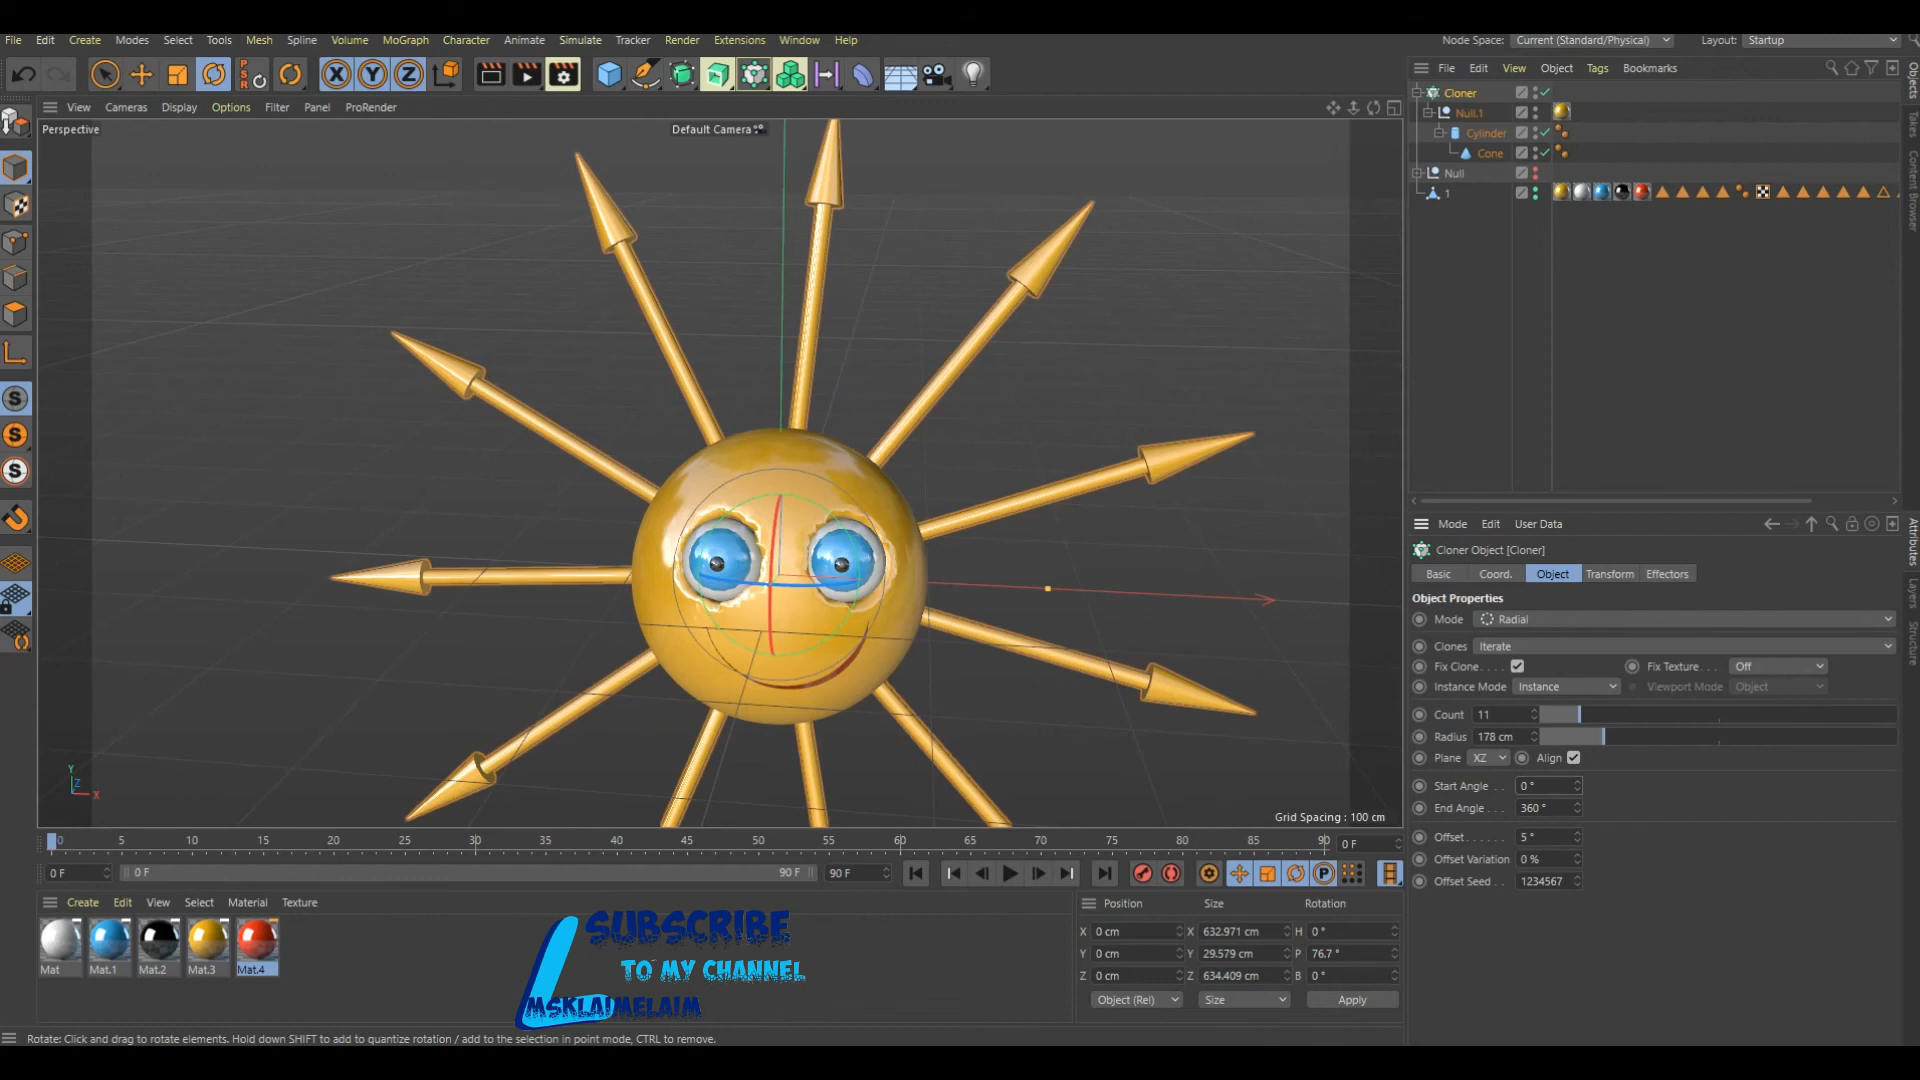 File Edit Create Modes Select Tools Mesh Spline Volume MoGraph Character Animate Simulate Tracker Render Extensions Window Help
Node Space: Current (Standard/Physical) Layout: Startup
PSR X Y Z
File Edit View Object Tags Bookmarks
View Cameras Display Options Filter Panel ProRender
Perspective
Default Camera
Cloner
Null.1
Cylinder
Cone
Null
1
Objects
Takes
Content Browser
S
S
S
Mode Edit User Data
Attributes
Layers
Structure
Cloner Object [Cloner]
Basic Coord. Object Transform Effectors
Object Properties
Mode Radial
Clones Iterate
Fix Clone Fix Texture Off
Instance Mode Instance Viewport Mode Object
Count 11
Radius 178 cm
Plane XZ Align
Start Angle 0 °
End Angle 360 °
Offset 5 °
Offset Variation 0 %
Offset Seed 1234567
Y
Z
X
Grid Spacing : 100 cm
0 5 10 15 20 25 30 35 40 45 50 55 60 65 70 75 80 85 90 0 F
0 F 0 F 90 F 90 F P
Create Edit View Select Material Texture
Mat Mat.1 Mat.2 Mat.3 Mat.4
SUBSCRIBE
TO MY CHANNEL
MSKLAIMELAIM
Position Size Rotation
X 0 cm X 632.971 cm H 0 °
Y 0 cm Y 29.579 cm P 76.7 °
Z 0 cm Z 634.409 cm B 0 °
Object (Rel) Size Apply
Rotate: Click and drag to rotate elements. Hold down SHIFT to add to quantize rotation / add to the selection in point mode, CTRL to remove.